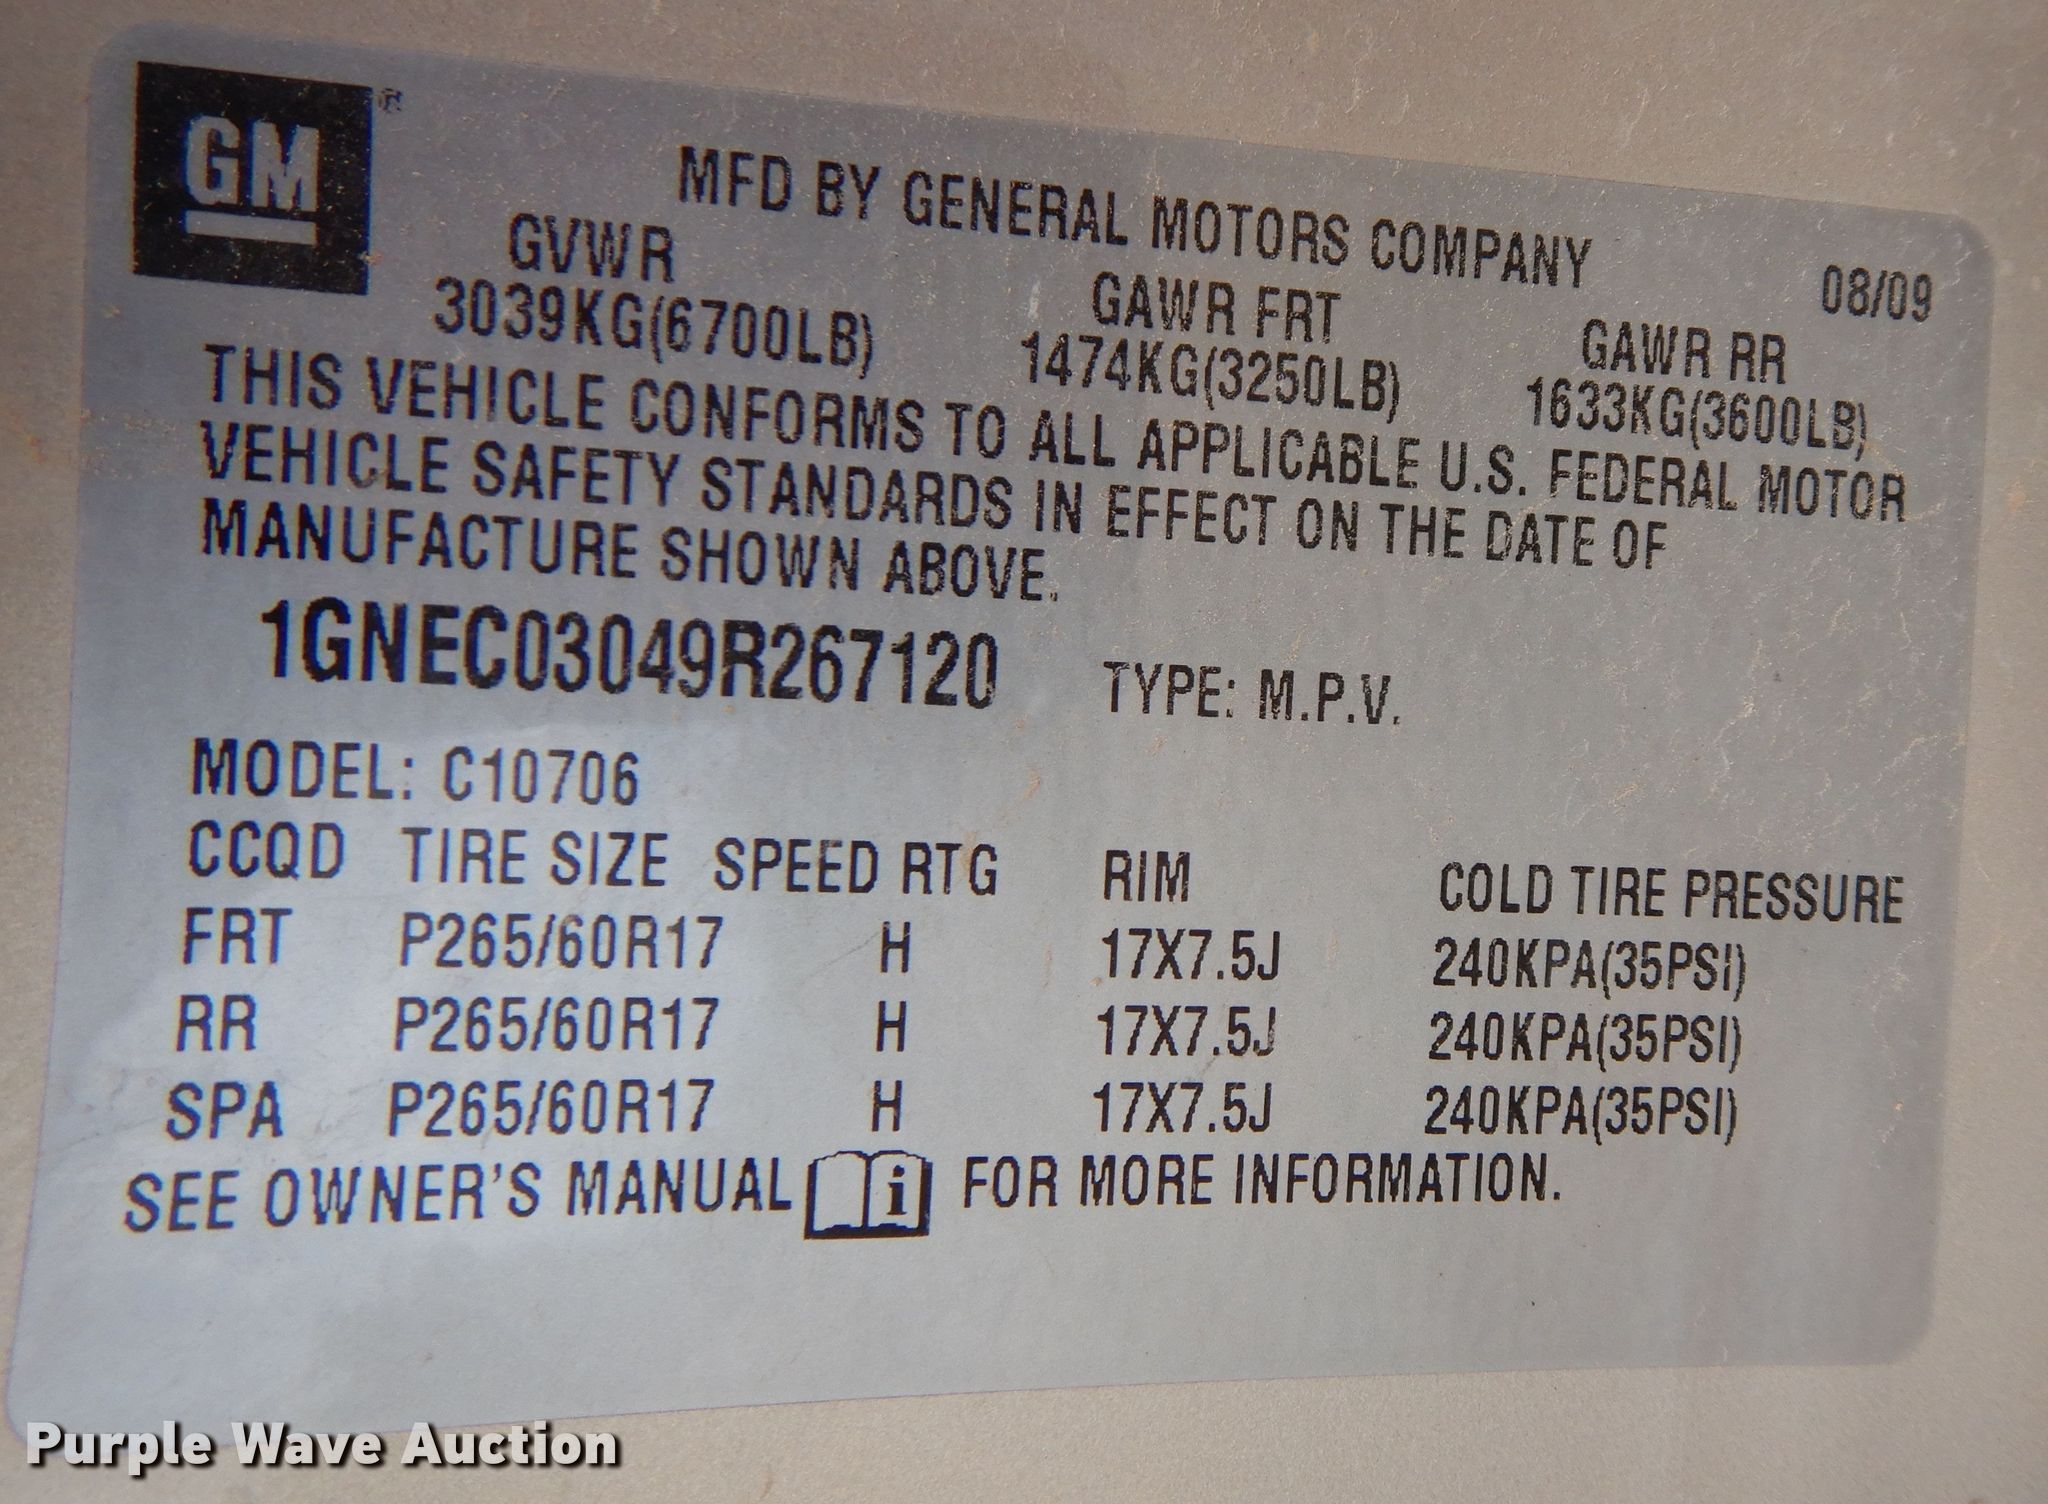 GM ®
MFD BY GENERAL MOTORS COMPANY
08/09
GVWR GAWR FRT GAWR RR
3039KG(6700LB) 1474KG(3250LB) 1633KG(3600LB)
THIS VEHICLE CONFORMS TO ALL APPLICABLE U.S. FEDERAL MOTOR
VEHICLE SAFETY STANDARDS IN EFFECT ON THE DATE OF
MANUFACTURE SHOWN ABOVE.
1GNEC03049R267120 TYPE: M.P.V.
MODEL: C10706
CCQD TIRE SIZE SPEED RTG RIM COLD TIRE PRESSURE
FRT P265/60R17 H 17X7.5J 240KPA(35PSI)
RR P265/60R17 H 17X7.5J 240KPA(35PSI)
SPA P265/60R17 H 17X7.5J 240KPA(35PSI)
SEE OWNER'S MANUAL i FOR MORE INFORMATION.
Purple Wave Auction